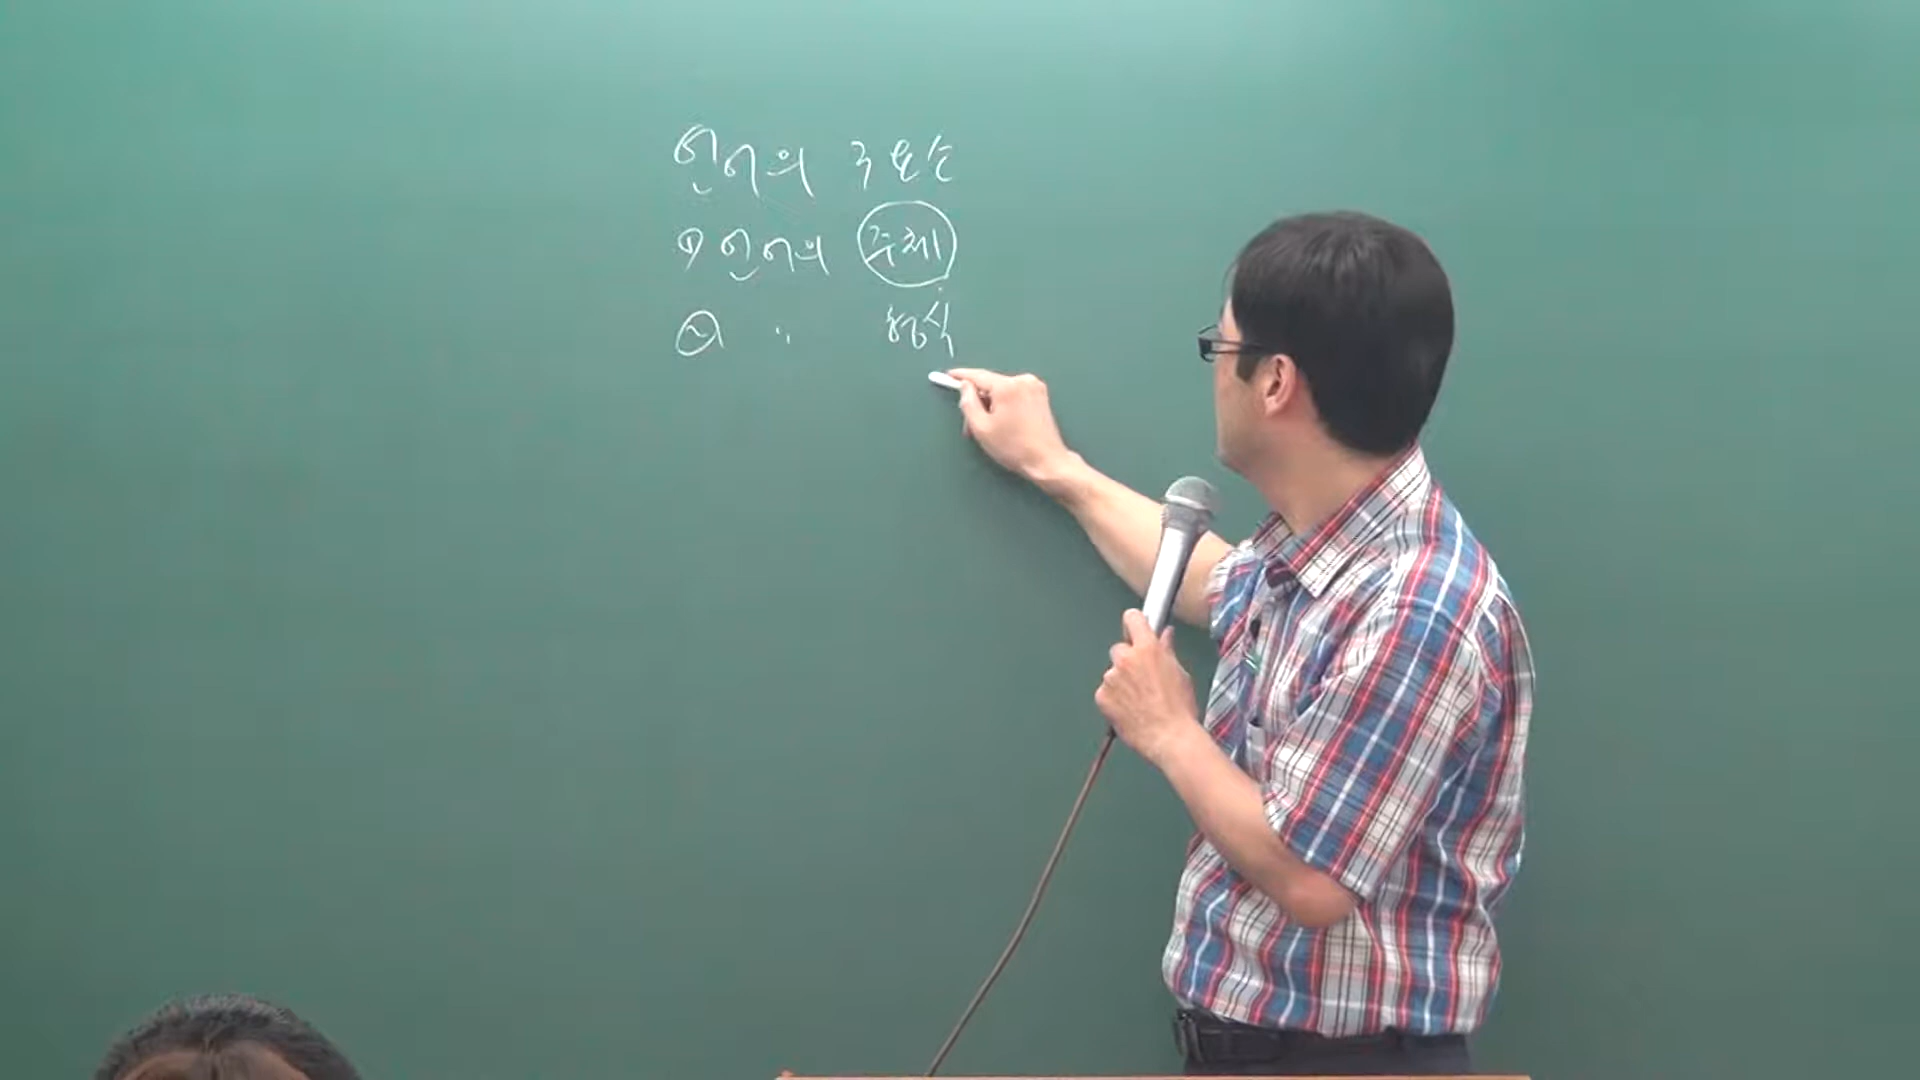 언어의 3요소
① 언어의 주체
② 〃 형식